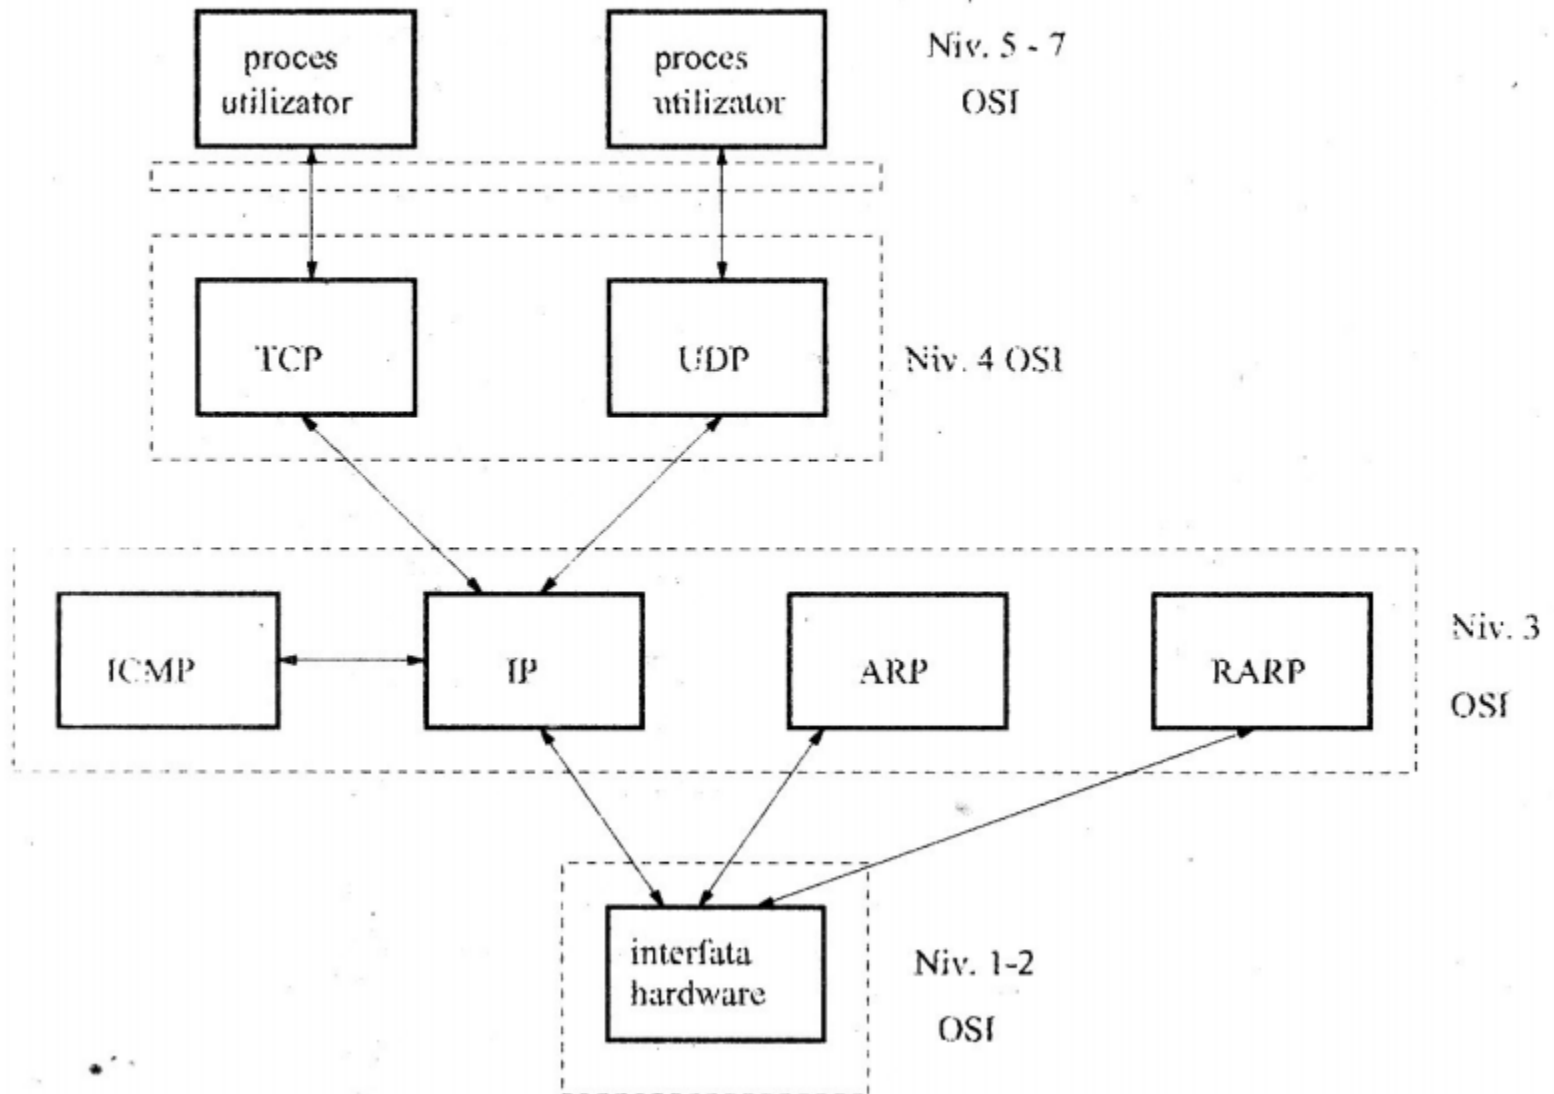 proces
utilizator
proces
utilizator
Niv. 5 - 7
OSI
TCP
UDP
Niv. 4 OSI
ICMP
IP
ARP
RARP
Niv. 3
OSI
interfata
hardware
Niv. 1-2
OSI